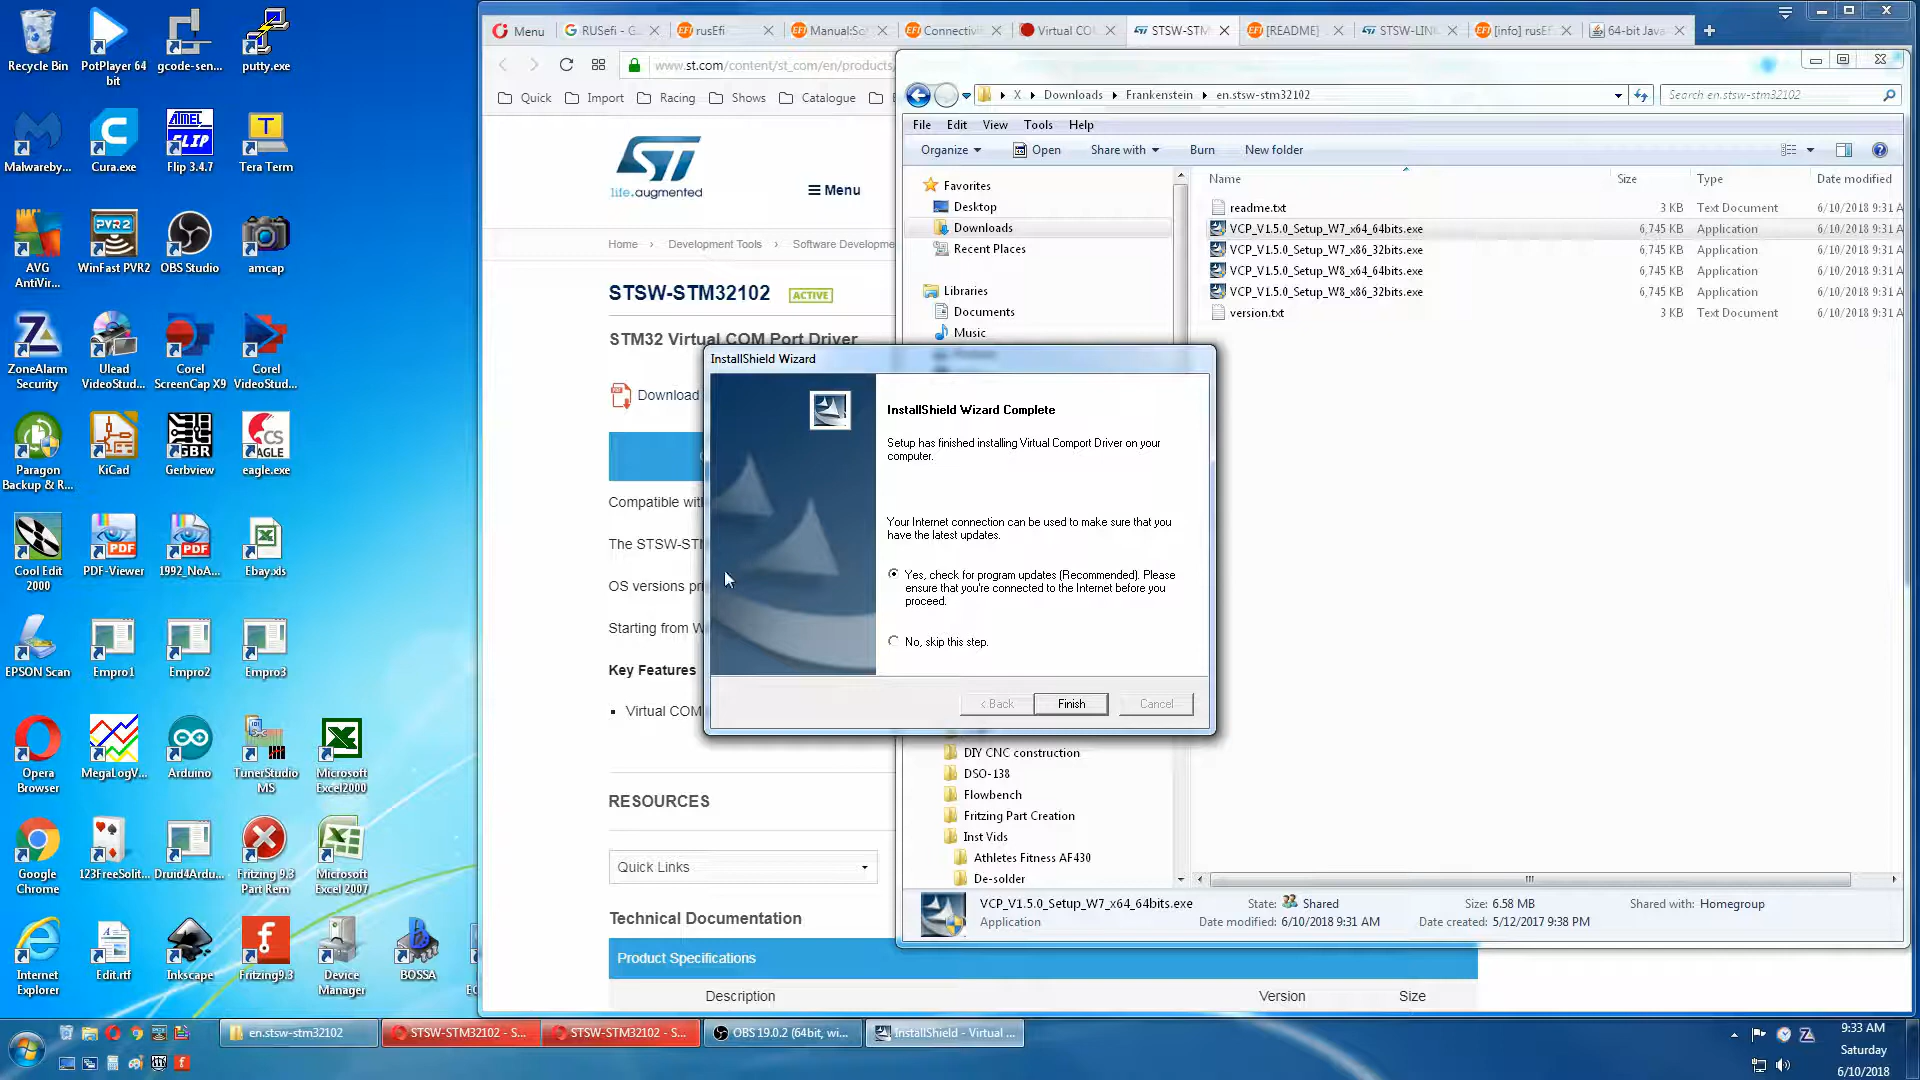 Recycle Bin
PotPlayer 64
bit
gcode-sen...
putty.exe
Malwareby...
Cura.exe
ATMEL
FLIP
Flip 3.4.7
Tera Term
AVG
AntiVir...
PVR2
WinFast PVR2
OBS Studio
amcap
ZoneAlarm
Security
Ulead
VideoStud...
Corel
ScreenCap X9
Corel
VideoStud...
Paragon
Backup & R...
KiCad
GBR
Gerbview
CS
EAGLE
eagle.exe
Cool Edit
2000
PDF
PDF-Viewer
PDF
1992_NoA...
Ebay.xls
EPSON Scan
Empro1
Empro2
Empro3
Opera
Browser
MegaLogV...
Arduino
TunerStudio
MS
Microsoft
Excel2000
Google
Chrome
123FreeSolit...
Druid4Ardu...
Fritzing 9.3
Part Rem
Microsoft
Excel 2007
Internet
Explorer
Edit.rtf
Inkscape
Fritzing9.3
Device
Manager
BOSSA
Menu
RUSefi - G
rusEfi
Manual:So
Connectiv
Virtual CO
STSW-STM
[README]
STSW-LIN
[info] rusE
64-bit Java
www.st.com/content/st_com/en/products,
Quick
Import
Racing
Shows
Catalogue
ST
life.augmented
Menu
Home › Development Tools › Software Developme
STSW-STM32102 ACTIVE
STM32 Virtual COM Port Driver
Download
Compatible wit
The STSW-ST
OS versions pr
Starting from W
Key Features
Virtual COM
RESOURCES
Quick Links
Technical Documentation
Product Specifications
Description
Version
Size
X
Downloads
Frankenstein
en.stsw-stm32102
Search en.stsw-stm32102
File
Edit
View
Tools
Help
Organize
Open
Share with
Burn
New folder
Favorites
Desktop
Downloads
Recent Places
Libraries
Documents
Music
DIY CNC construction
DSO-138
Flowbench
Fritzing Part Creation
Inst Vids
Athletes Fitness AF430
De-solder
Name Size Type Date modified
readme.txt 3 KB Text Document 6/10/2018 9:31 A
VCP_V1.5.0_Setup_W7_x64_64bits.exe 6,745 KB Application 6/10/2018 9:31 A
VCP_V1.5.0_Setup_W7_x86_32bits.exe 6,745 KB Application 6/10/2018 9:31 A
VCP_V1.5.0_Setup_W8_x64_64bits.exe 6,745 KB Application 6/10/2018 9:31 A
VCP_V1.5.0_Setup_W8_x86_32bits.exe 6,745 KB Application 6/10/2018 9:31 A
version.txt 3 KB Text Document 6/10/2018 9:31 A
VCP_V1.5.0_Setup_W7_x64_64bits.exe State: Shared Size: 6.58 MB Shared with: Homegroup
Application Date modified: 6/10/2018 9:31 AM Date created: 5/12/2017 9:38 PM
InstallShield Wizard
InstallShield Wizard Complete
Setup has finished installing Virtual Comport Driver on your
computer.
Your Internet connection can be used to make sure that you
have the latest updates.
Yes, check for program updates (Recommended). Please
ensure that you're connected to the Internet before you
proceed.
No, skip this step.
< Back
Finish
Cancel
en.stsw-stm32102
STSW-STM32102 - S...
STSW-STM32102 - S...
OBS 19.0.2 (64bit, wi...
InstallShield - Virtual ...
9:33 AM
Saturday
6/10/2018